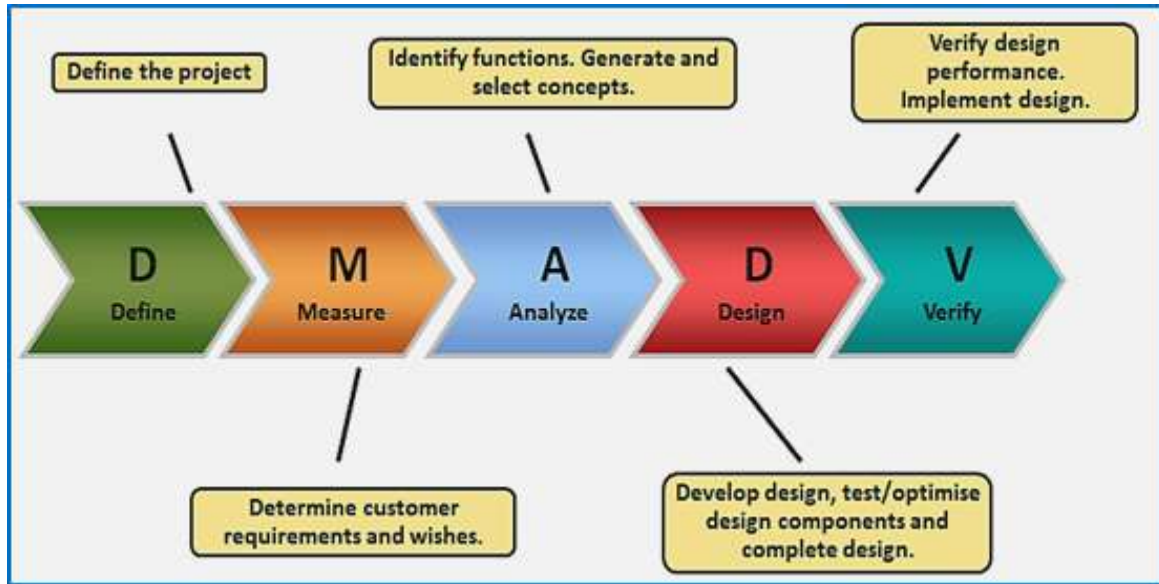 Define the project
Identify functions. Generate and
select concepts.
Verify design
performance.
Implement design.
D
Define
M
Measure
A
Analyze
D
Design
V
Verify
Determine customer
requirements and wishes.
Develop design, test/optimise
design components and
complete design.